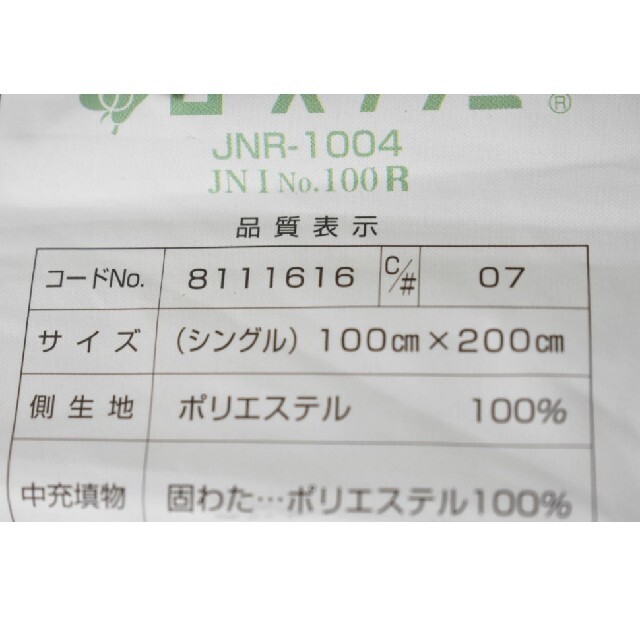 ®
JNR-1004
JN I No.100 R
品質表示
コードNo. 8111616 C/# 07
サイズ (シングル) 100㎝×200㎝
側生地 ポリエステル 100%
中充填物 固わた…ポリエステル100%